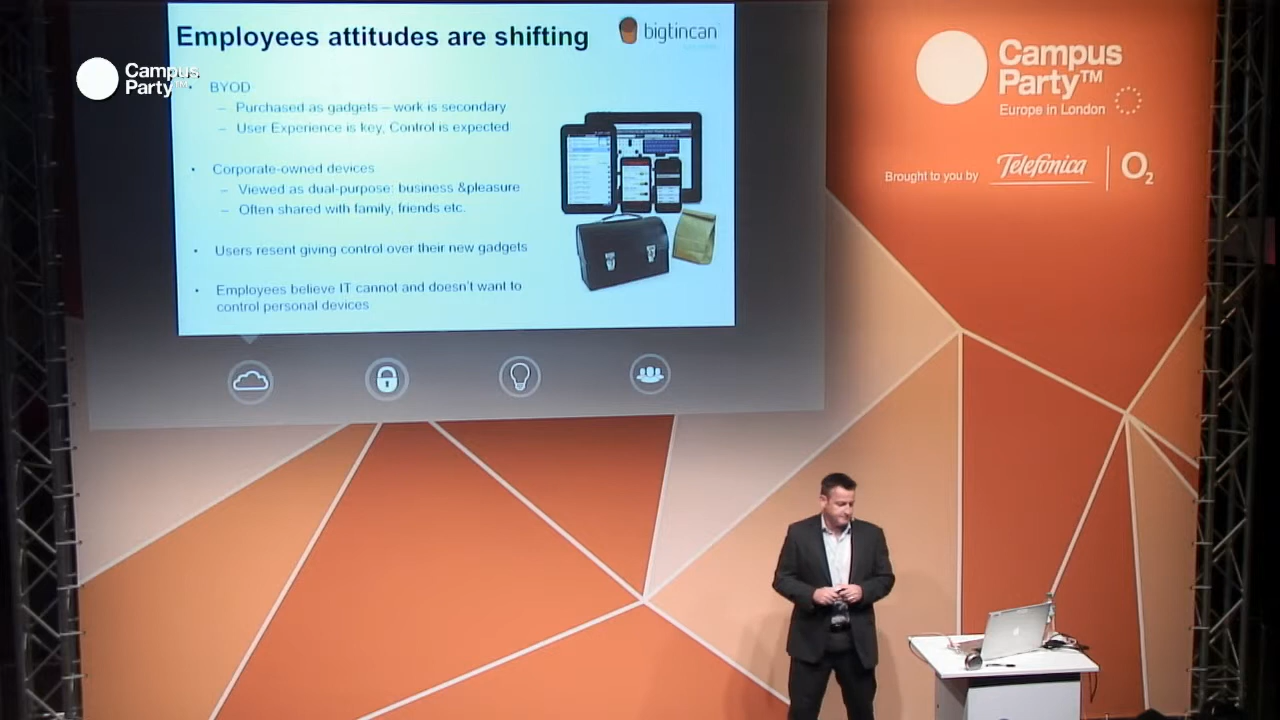 Employees attitudes are shifting
bigtincan
Campus
Party™
• BYOD
– Purchased as gadgets – work is secondary
– User Experience is key, Control is expected
• Corporate-owned devices
– Viewed as dual-purpose: business &pleasure
– Often shared with family, friends etc.
• Users resent giving control over their new gadgets
• Employees believe IT cannot and doesn't want to
control personal devices
Campus
Party™
Europe in London
Brought to you by
Telefónica
O2